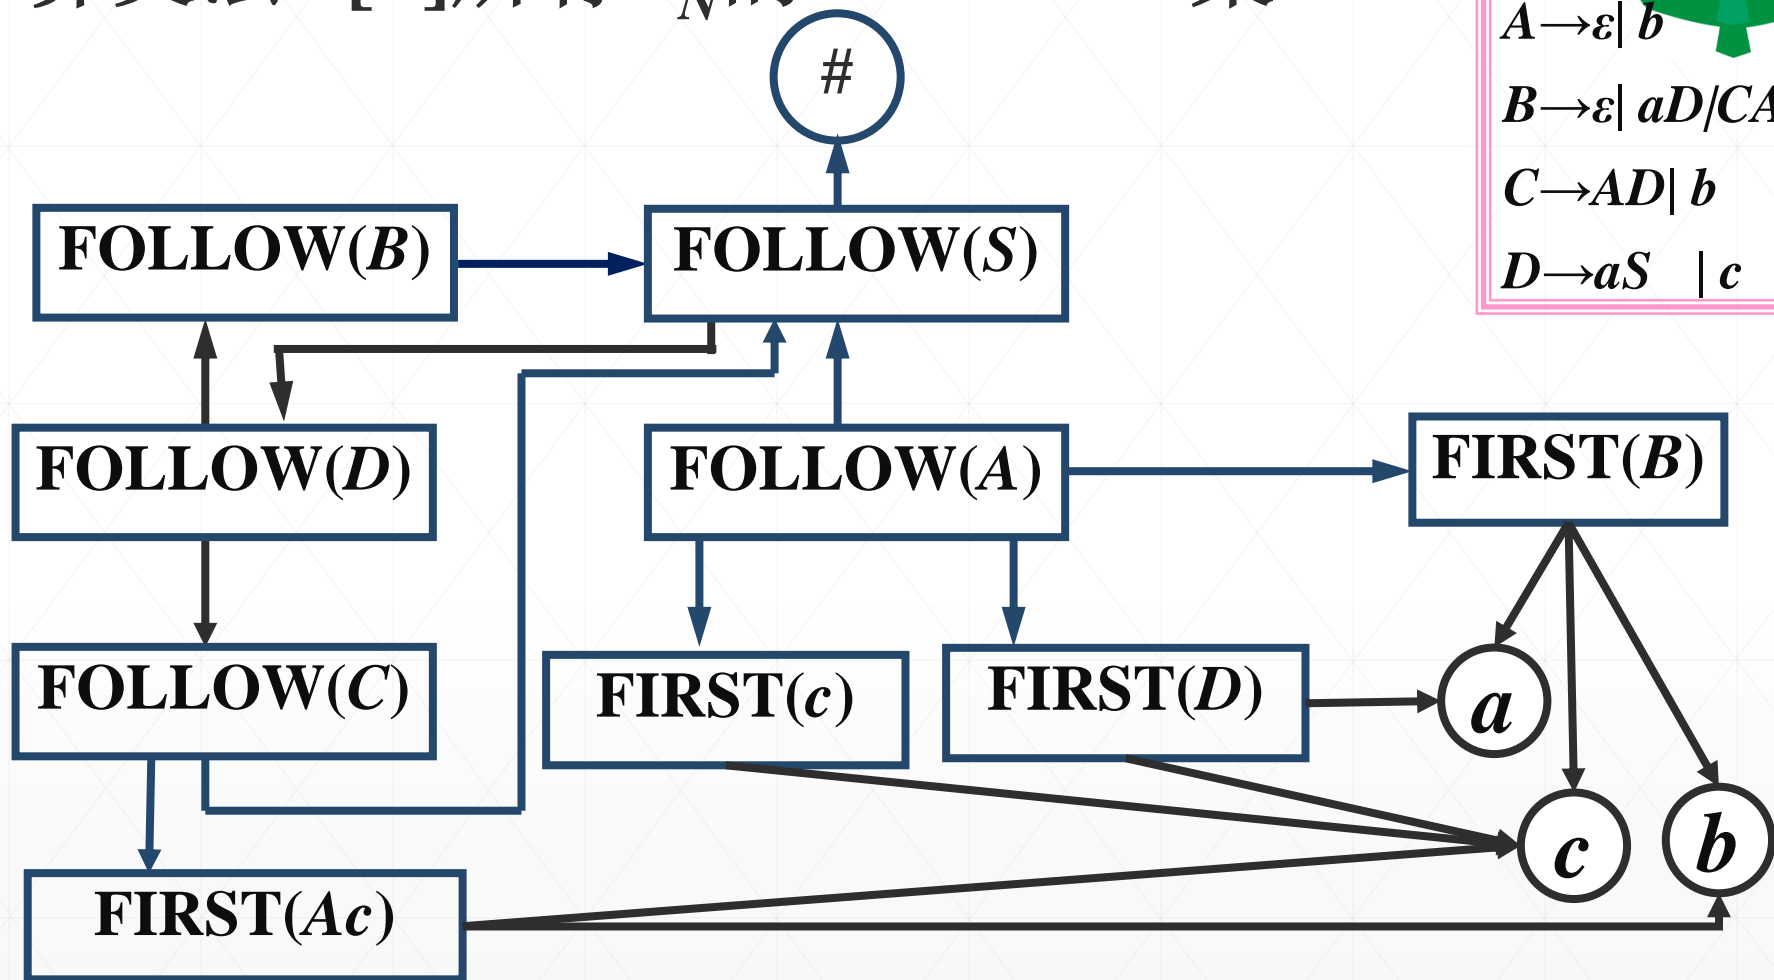 #
A→ε| b
B→ε| aD/CA
C→AD| b
D→aS | c
FOLLOW(B)
FOLLOW(S)
FOLLOW(D)
FOLLOW(A)
FIRST(B)
FOLLOW(C)
FIRST(c)
FIRST(D)
a
c
b
FIRST(Ac)